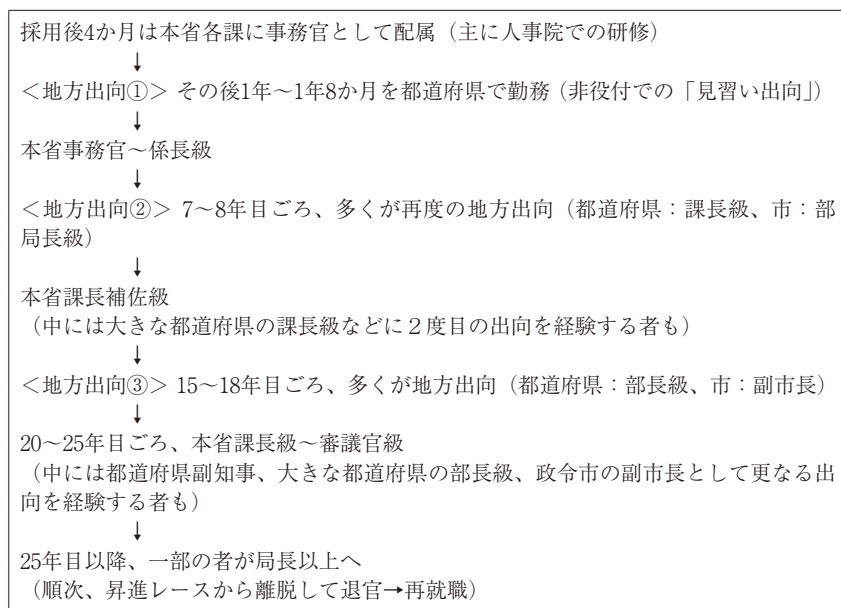 採用後4か月は本省各課に事務官として配属（主に人事院での研修）
↓
＜地方出向①＞ その後1年～1年8か月を都道府県で勤務（非役付での「見習い出向」）
↓
本省事務官～係長級
↓
＜地方出向②＞ 7～8年目ごろ、多くが再度の地方出向（都道府県：課長級、市：部
局長級）
↓
本省課長補佐級
（中には大きな都道府県の課長級などに２度目の出向を経験する者も）
↓
＜地方出向③＞ 15～18年目ごろ、多くが地方出向（都道府県：部長級、市：副市長）
↓
20～25年目ごろ、本省課長級～審議官級
（中には都道府県副知事、大きな都道府県の部長級、政令市の副市長として更なる出
向を経験する者も）
↓
25年目以降、一部の者が局長以上へ
（順次、昇進レースから離脱して退官→再就職）